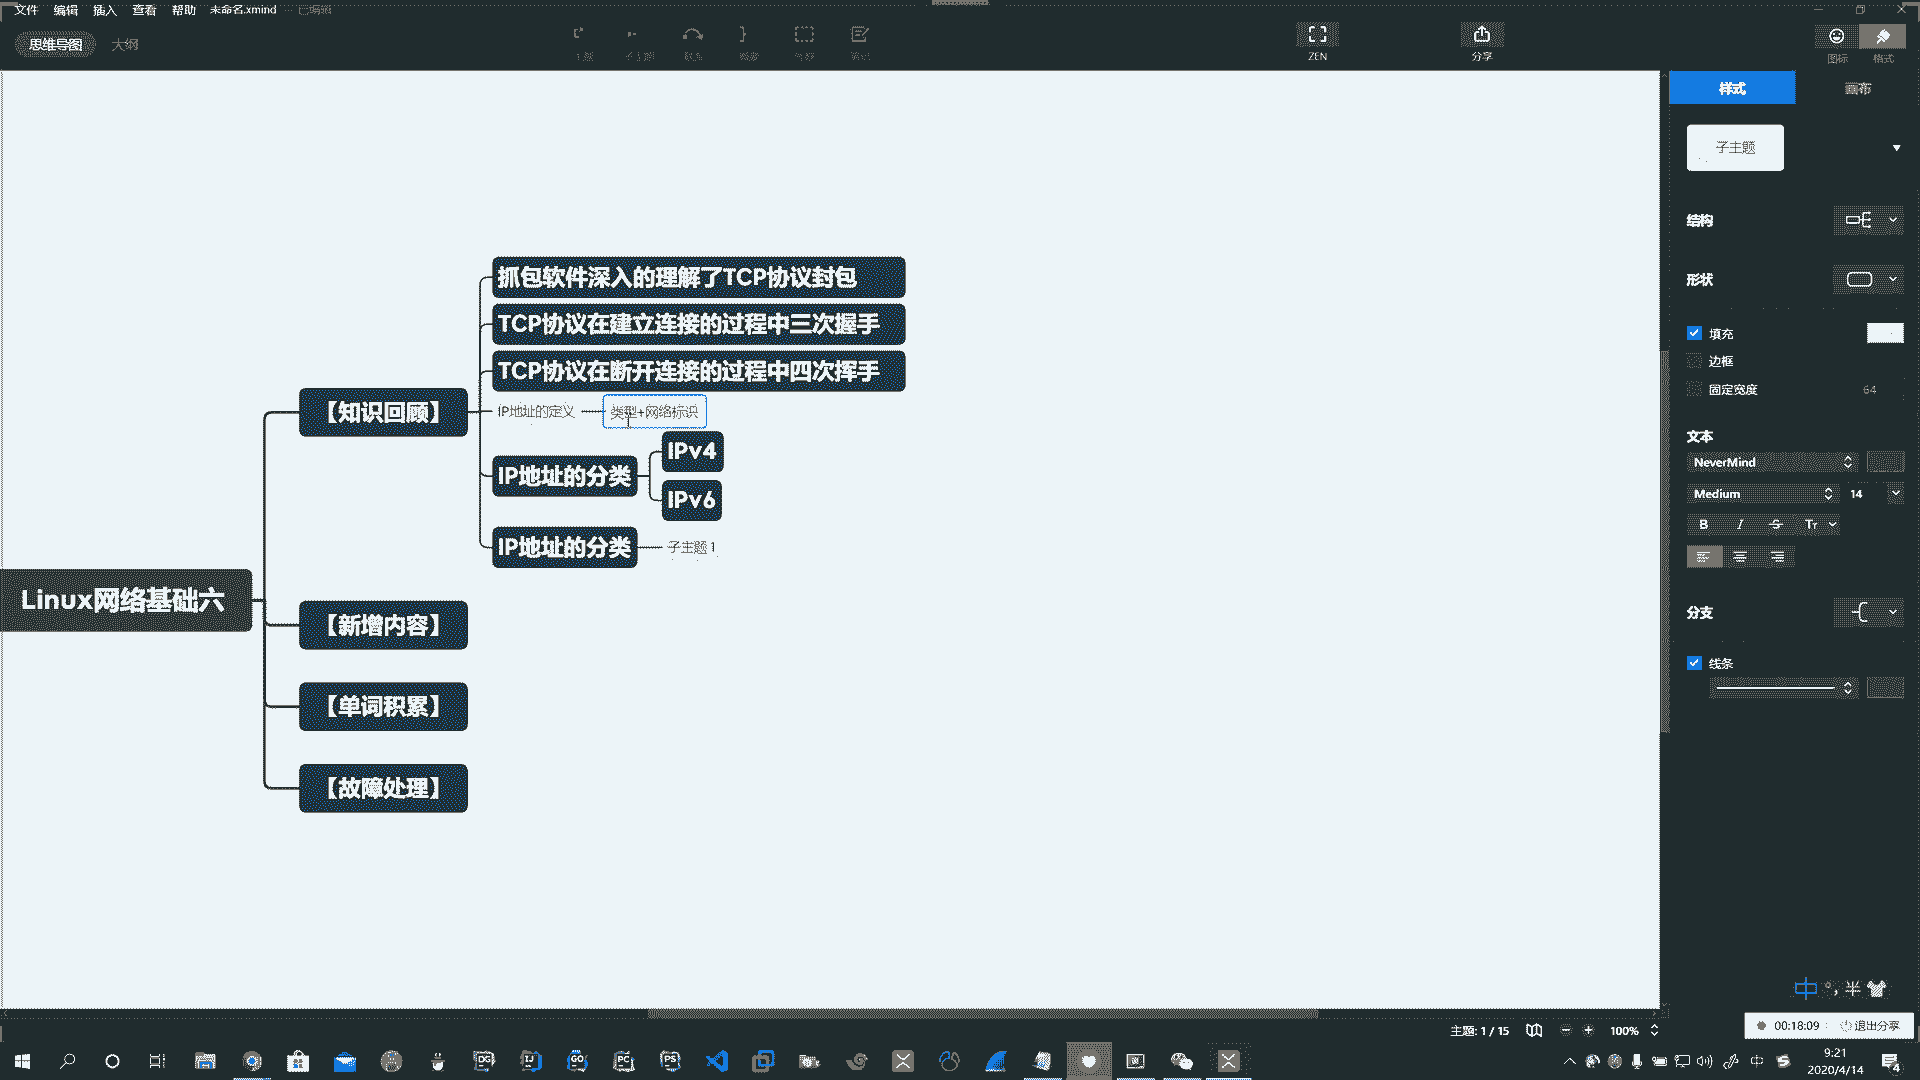 文件 编辑 插入 查看 帮助 未命名.xmind
思维导图 大纲
ZEN
分享
图标
格式
样式 画布
子主题
结构
形状
填充
边框
固定宽度 64
文本
NeverMind
Medium 14
B I S Tт
分支
线条
抓包软件深入的理解了TCP协议封包
TCP协议在建立连接的过程中三次握手
TCP协议在断开连接的过程中四次挥手
【知识回顾】
IP地址的定义 类型+网络标识
IPv4
IP地址的分类
IPv6
IP地址的分类 子主题 1
Linux网络基础六
【新增内容】
【单词积累】
【故障处理】
中 °, 半
主题: 1 / 15 100%
00:18:09 退出分享
DG IJ GO PC PS
中
9:21
2020/4/14
4